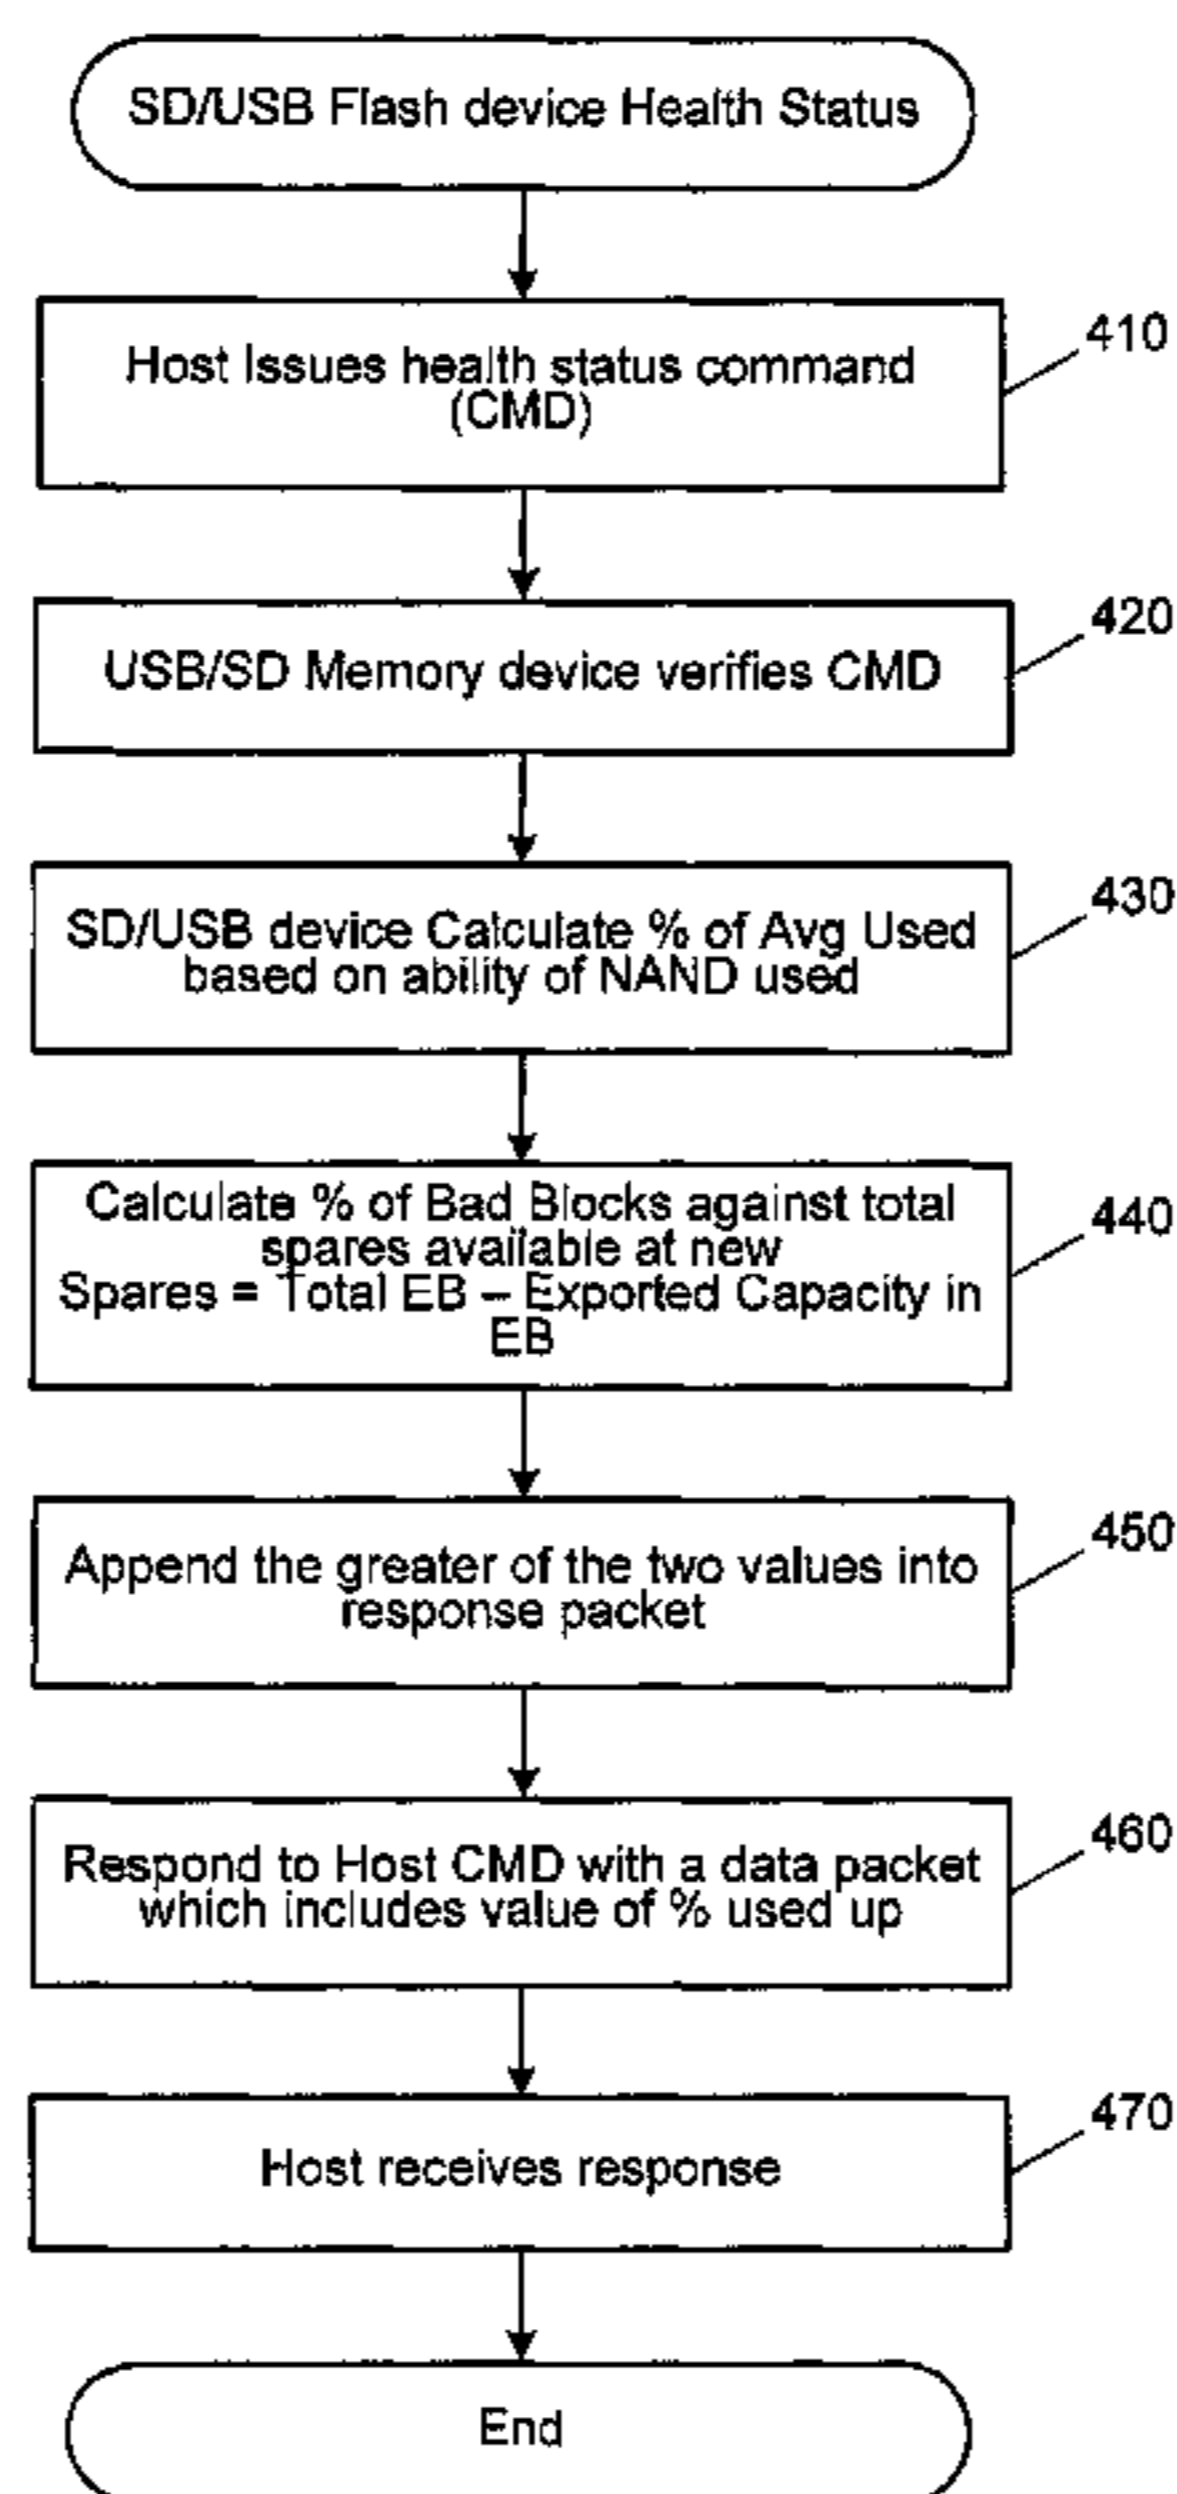 SD/USB Flash device Health Status
410
Host Issues health status command
(CMD)
420
USB/SD Memory device verifies CMD
430
SD/USB device Calculate % of Avg Used
based on ability of NAND used
440
Calculate % of Bad Blocks against total
spares available at new
Spares = Total EB – Exported Capacity in
EB
450
Append the greater of the two values into
response packet
460
Respond to Host CMD with a data packet
which includes value of % used up
470
Host receives response
End